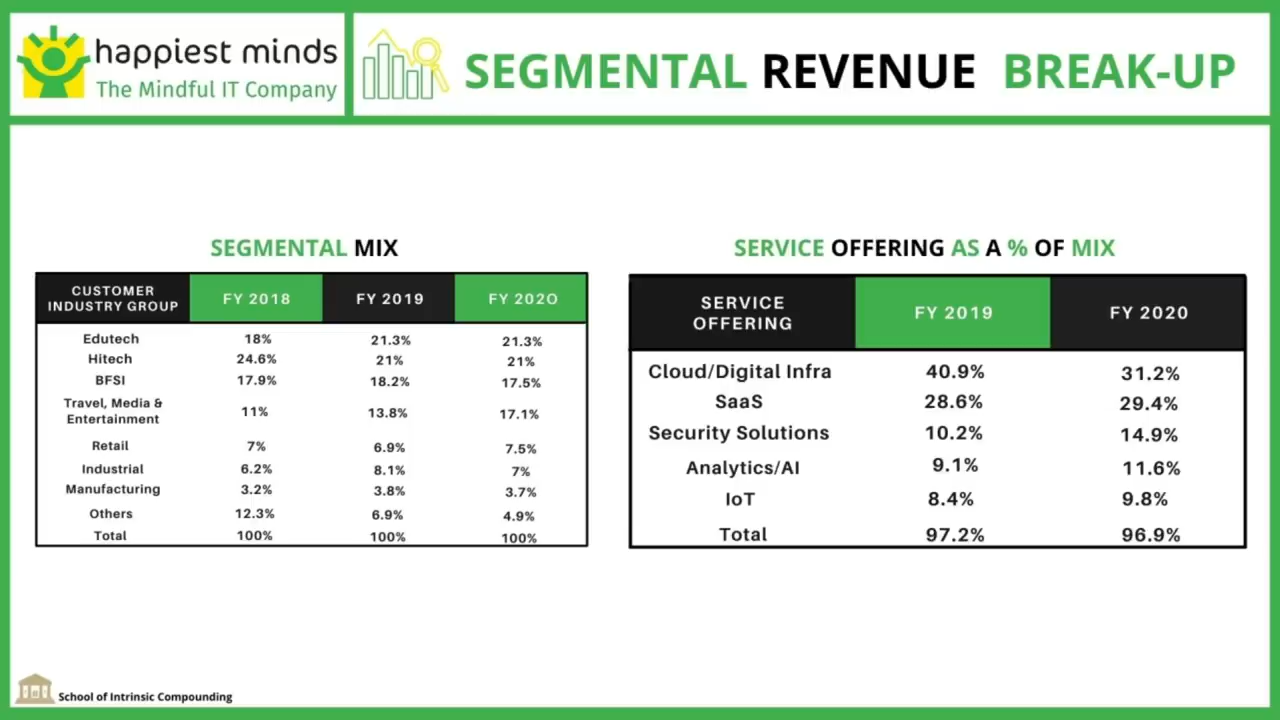 happiest minds
The Mindful IT Company
SEGMENTAL REVENUE BREAK-UP
SEGMENTAL MIX
CUSTOMER INDUSTRY GROUP FY 2018 FY 2019 FY 2020
Edutech 18% 21.3% 21.3%
Hitech 24.6% 21% 21%
BFSI 17.9% 18.2% 17.5%
Travel, Media & Entertainment 11% 13.8% 17.1%
Retail 7% 6.9% 7.5%
Industrial 6.2% 8.1% 7%
Manufacturing 3.2% 3.8% 3.7%
Others 12.3% 6.9% 4.9%
Total 100% 100% 100%
SERVICE OFFERING AS A % OF MIX
SERVICE OFFERING FY 2019 FY 2020
Cloud/Digital Infra 40.9% 31.2%
SaaS 28.6% 29.4%
Security Solutions 10.2% 14.9%
Analytics/AI 9.1% 11.6%
IoT 8.4% 9.8%
Total 97.2% 96.9%
School of Intrinsic Compounding